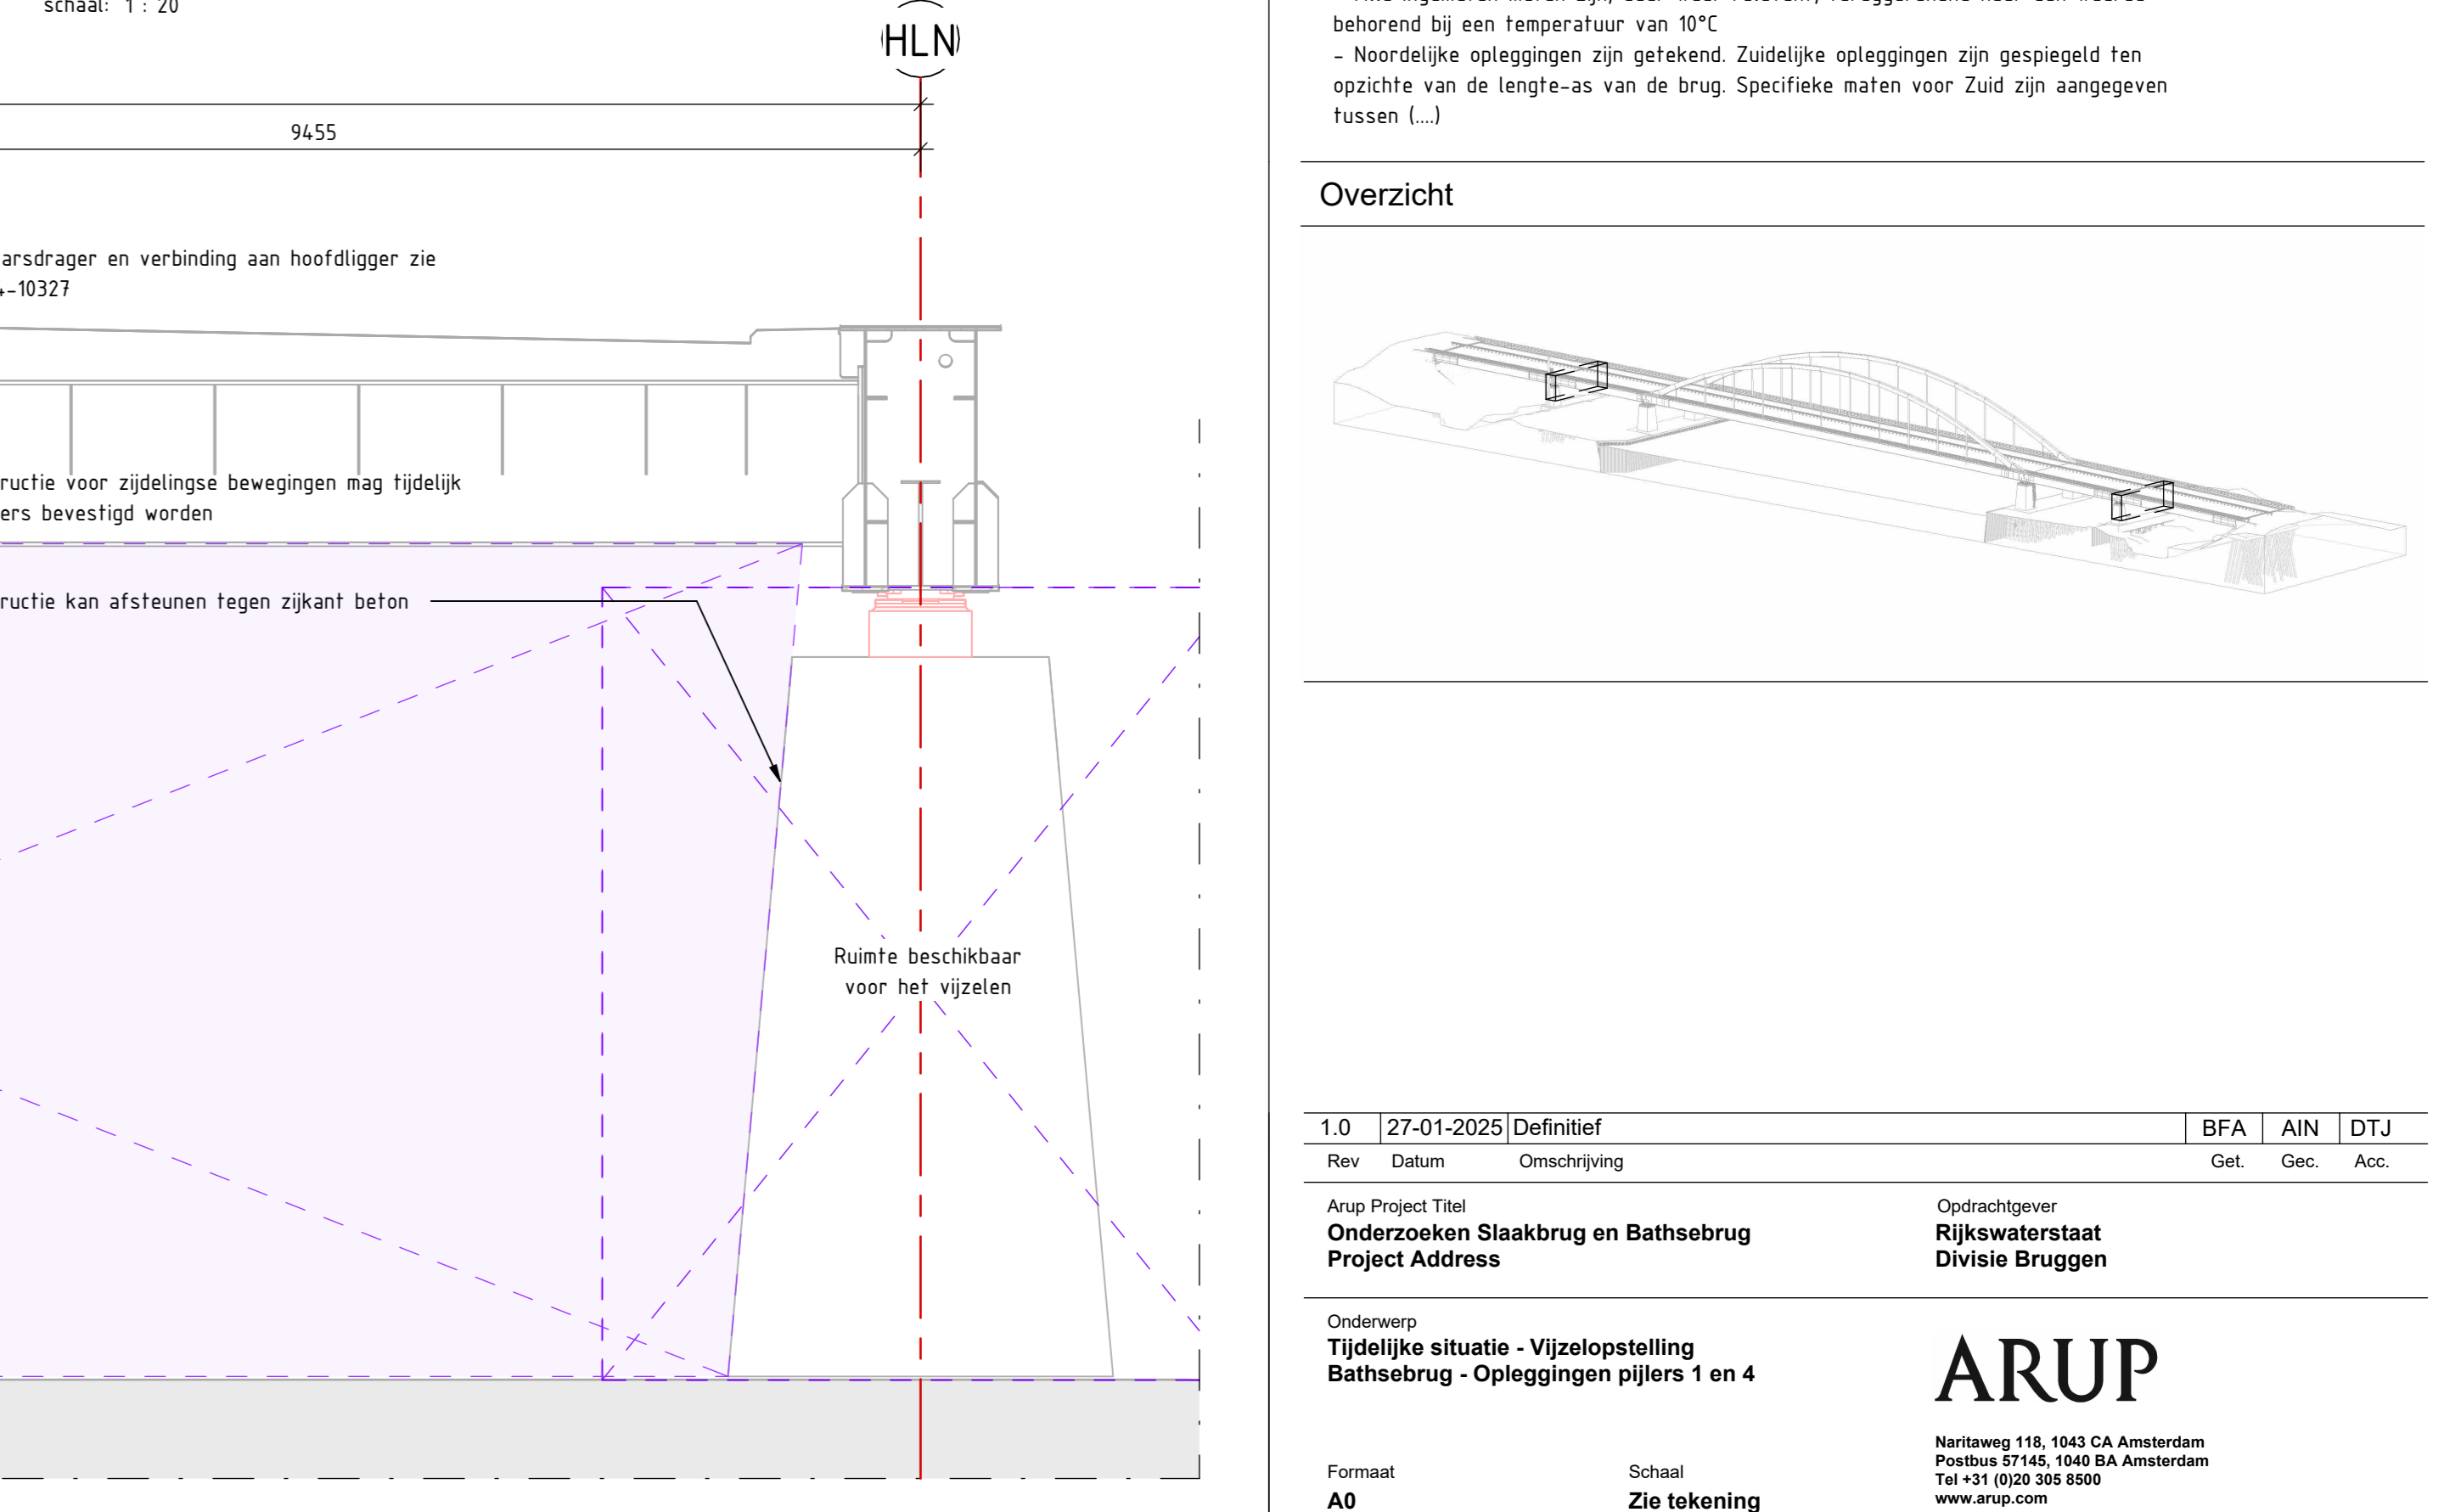 schaal: 1 : 20
HLN
9455
arsdrager en verbinding aan hoofdligger zie
-10327
ructie voor zijdelingse bewegingen mag tijdelijk
ers bevestigd worden
ructie kan afsteunen tegen zijkant beton
Ruimte beschikbaar
voor het vijzelen
behorend bij een temperatuur van 10°C
- Noordelijke opleggingen zijn getekend. Zuidelijke opleggingen zijn gespiegeld ten
opzichte van de lengte-as van de brug. Specifieke maten voor Zuid zijn aangegeven
tussen (....)
Overzicht
1.0 27-01-2025 Definitief BFA AIN DTJ
Rev Datum Omschrijving Get. Gec. Acc.
Arup Project Titel
Onderzoeken Slaakbrug en Bathsebrug
Project Address
Opdrachtgever
Rijkswaterstaat
Divisie Bruggen
Onderwerp
Tijdelijke situatie - Vijzelopstelling
Bathsebrug - Opleggingen pijlers 1 en 4
ARUP
Naritaweg 118, 1043 CA Amsterdam
Postbus 57145, 1040 BA Amsterdam
Tel +31 (0)20 305 8500
www.arup.com
Formaat
A0
Schaal
Zie tekening